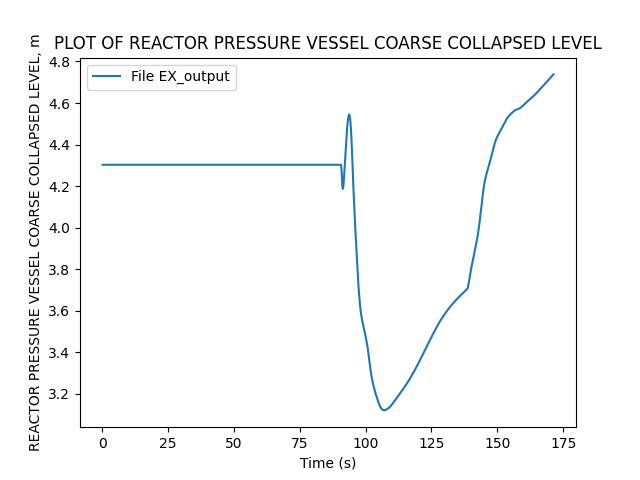 PLOT OF REACTOR PRESSURE VESSEL COARSE COLLAPSED LEVEL
REACTOR PRESSURE VESSEL COARSE COLLAPSED LEVEL, m
File EX_output
4.8
4.6
4.4
4.2
4.0
3.8
3.6
3.4
3.2
0 25 50 75 100 125 150 175
Time (s)